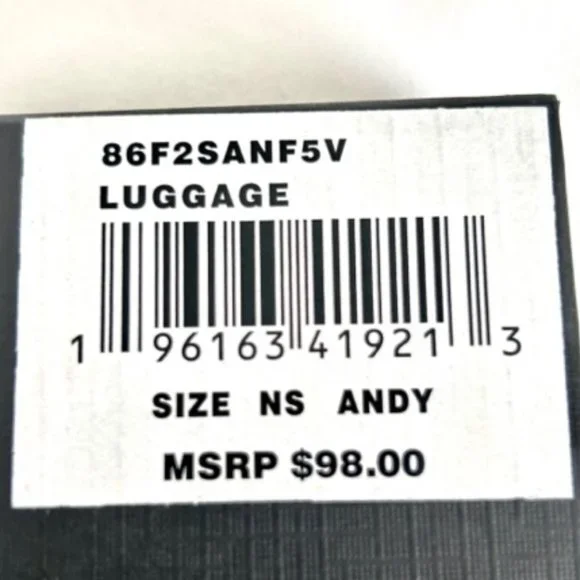 86F2SANF5V
LUGGAGE
1 96163 41921 3
SIZE NS ANDY
MSRP $98.00